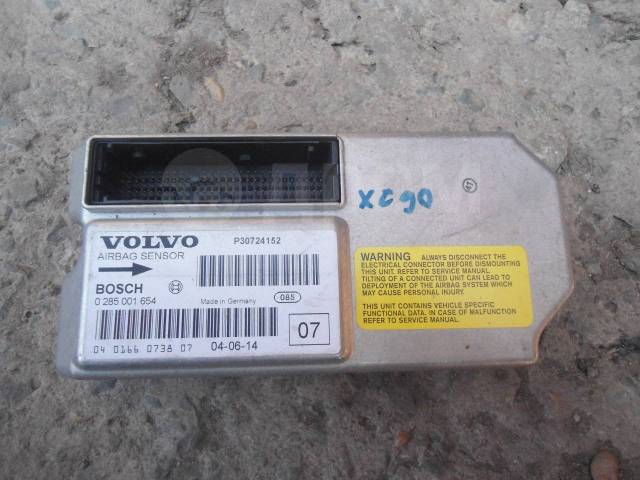 VOLVO
P30724152
AIRBAG SENSOR
BOSCH
0 285 001 654
Made in Germany
085
07
04 0166 0738 07
04-06-14
XC90
WARNING ALWAYS DISCONNECT THE
ELECTRICAL CONNECTOR BEFORE DISMOUNTING
THIS UNIT. REFER TO SERVICE MANUAL.
TILTING OF A CONNECTED UNIT CAN LEAD TO
DEPLOYMENT OF THE AIRBAG SYSTEM WHICH
MAY CAUSE PERSONAL INJURY.
THIS UNIT CONTAINS VEHICLE SPECIFIC
FUNCTIONAL DATA. IN CASE OF MALFUNCTION
REFER TO SERVICE MANUAL.